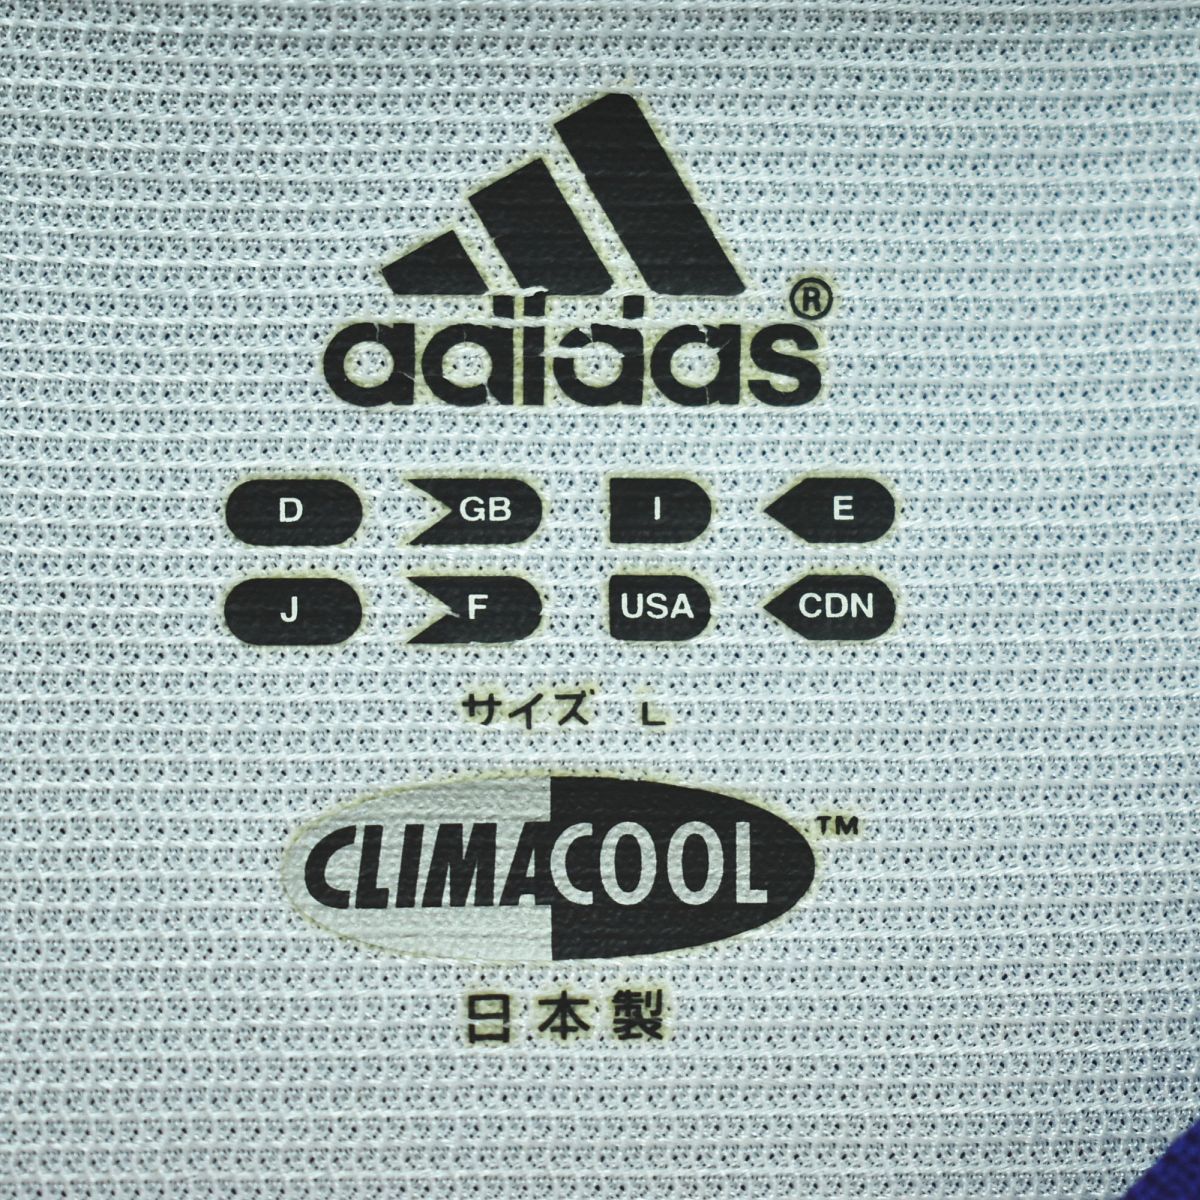 adidas®
D GB I E
J F USA CDN
サイズ L
CLIMACOOL™
日本製